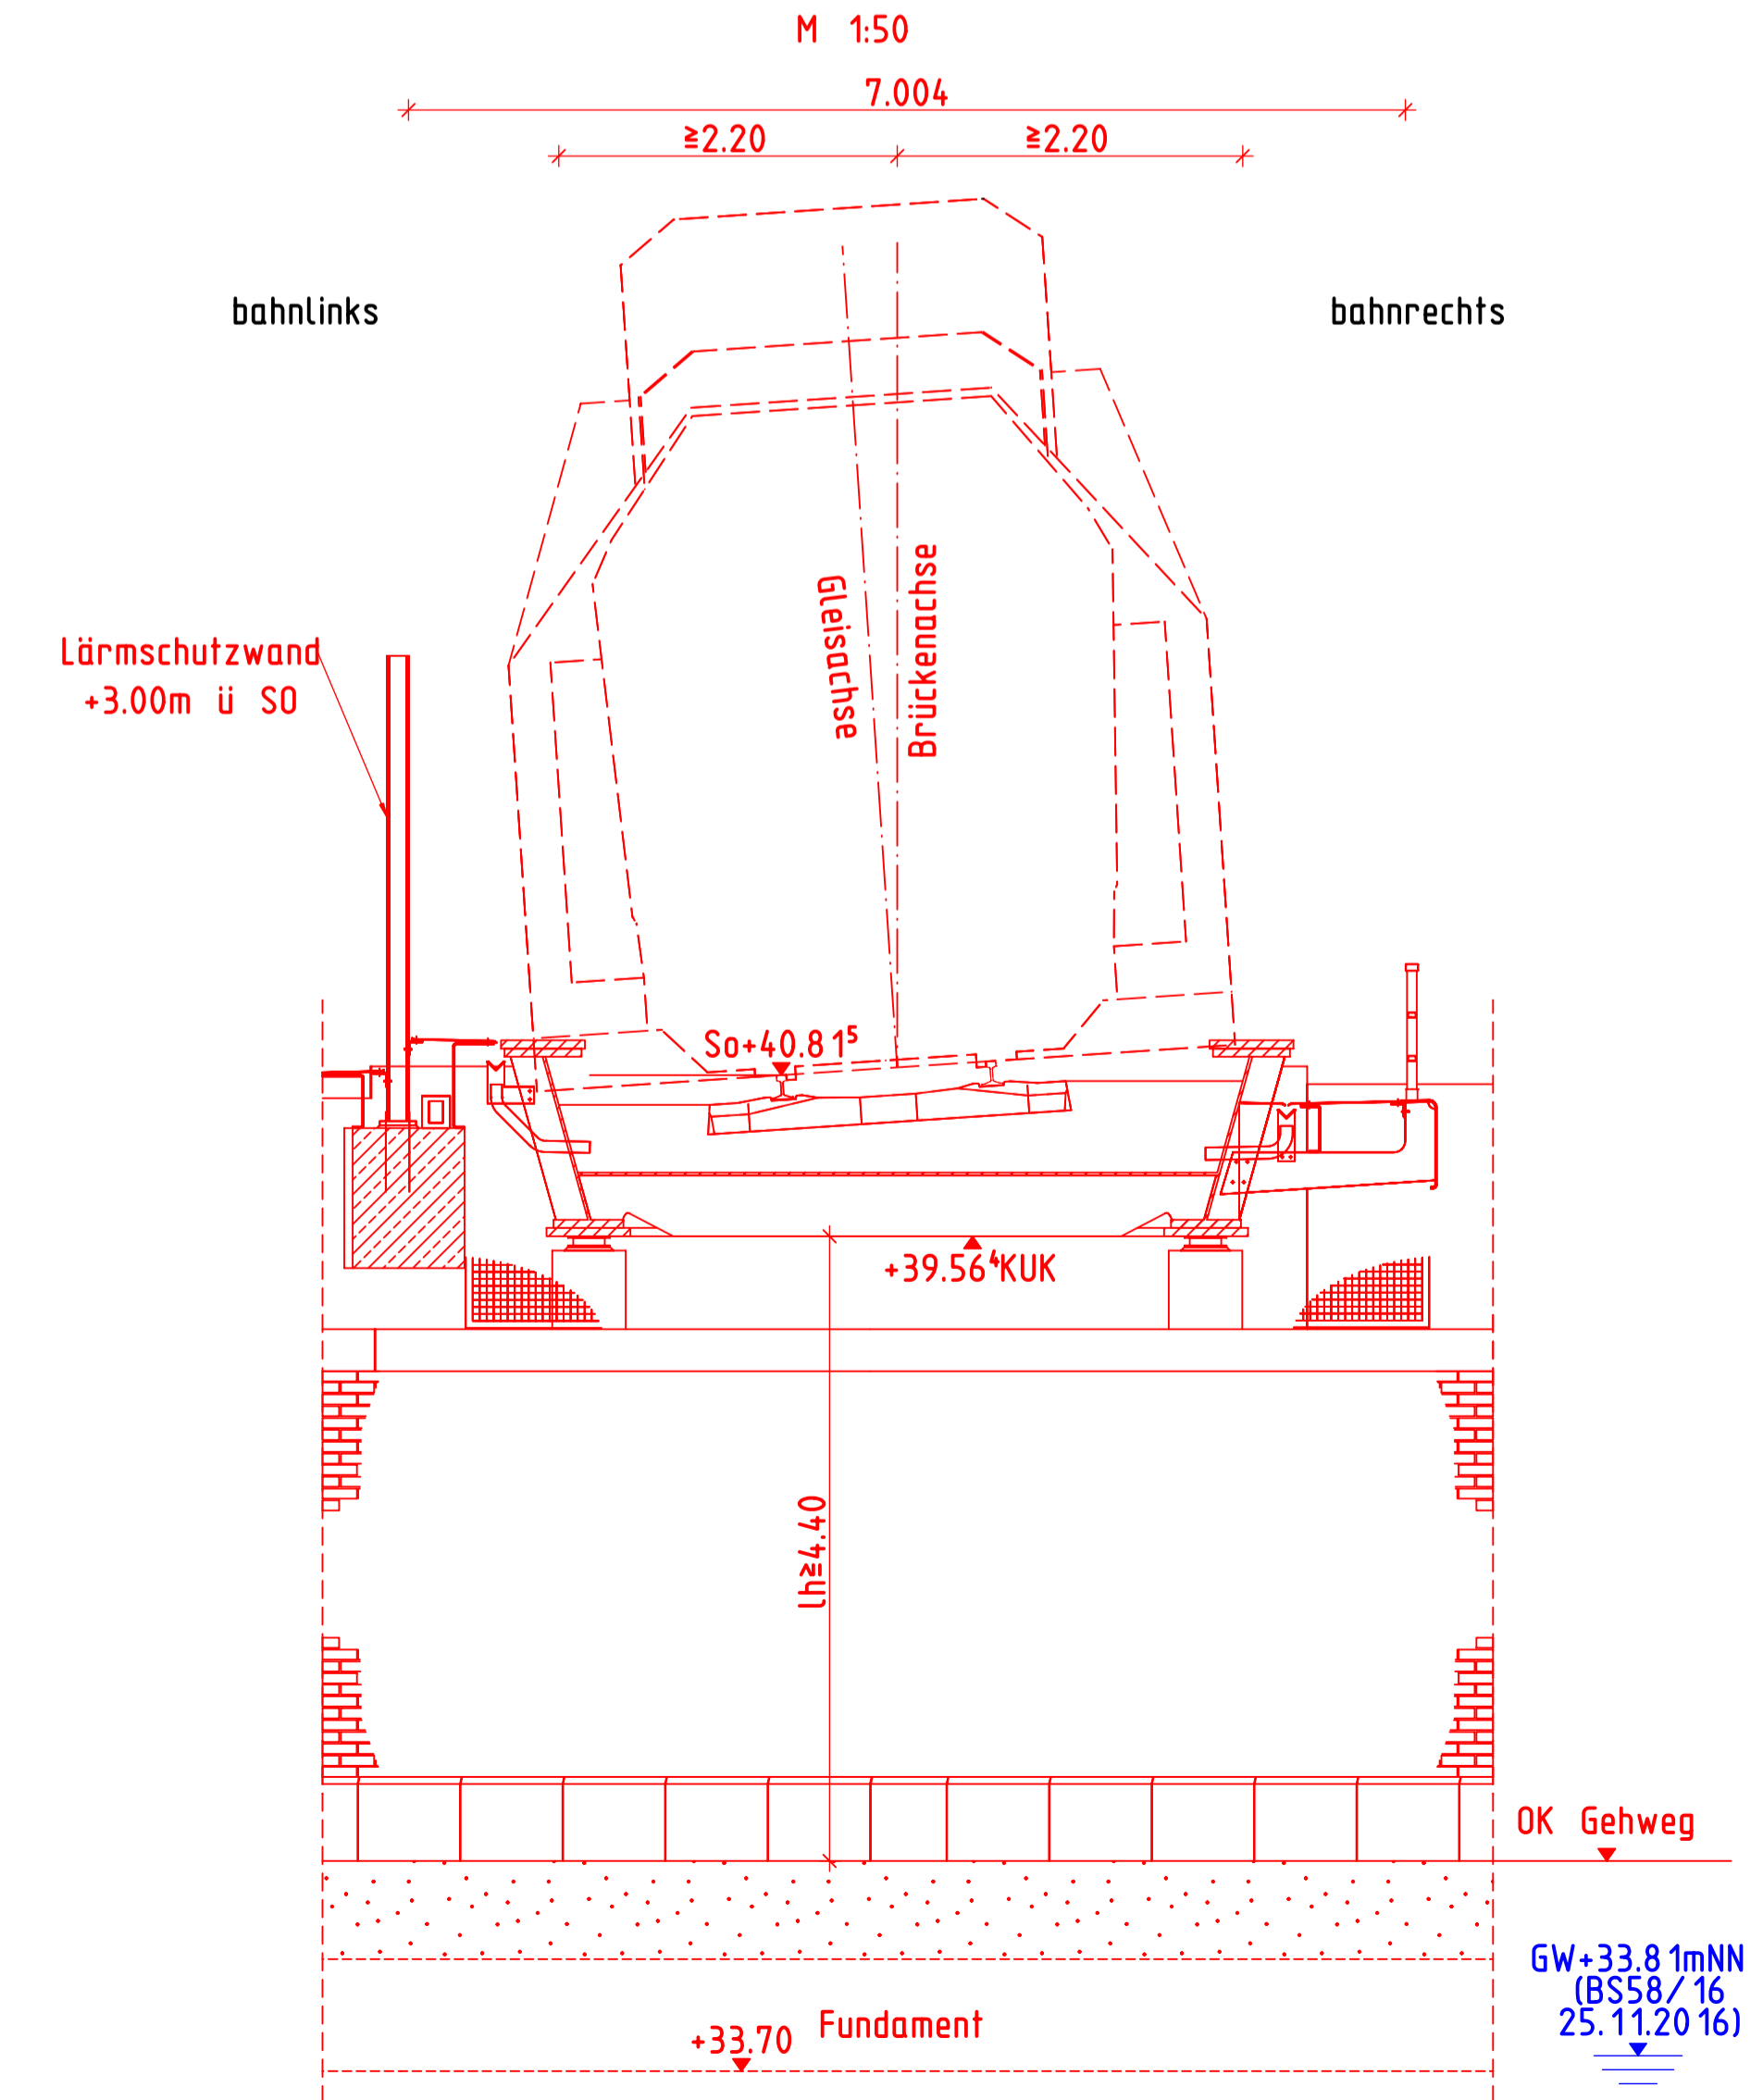 M 1:50
7.004
≧2.20 ≧2.20
bahnlinks bahnrechts
Gleisachse
Brückenachse
Lärmschutzwand
+3.00m ü SO
So+40.81⁵
+39.56⁴KUK
lh≧4.40
OK Gehweg
GW+33.81mNN
(BS58/16
25.11.2016)
Fundament
+33.70